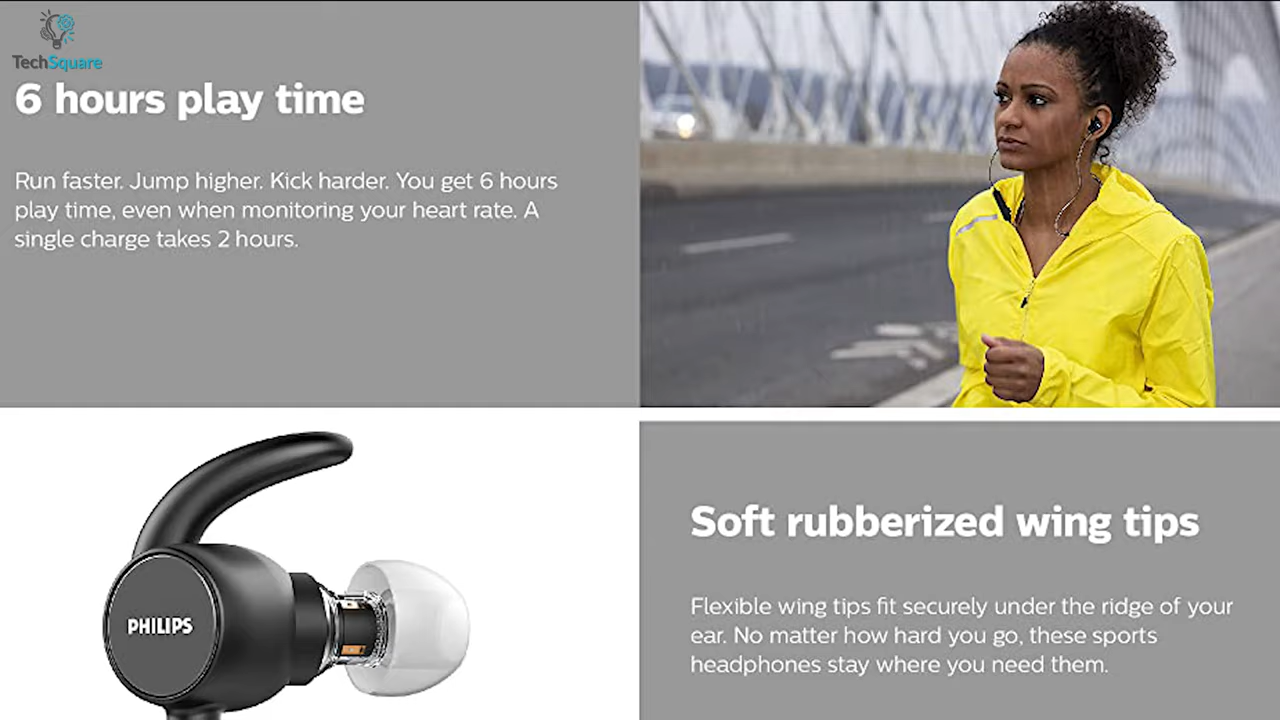 TechSquare
6 hours play time
Run faster. Jump higher. Kick harder. You get 6 hours
play time, even when monitoring your heart rate. A
single charge takes 2 hours.
PHILIPS
Soft rubberized wing tips
Flexible wing tips fit securely under the ridge of your
ear. No matter how hard you go, these sports
headphones stay where you need them.